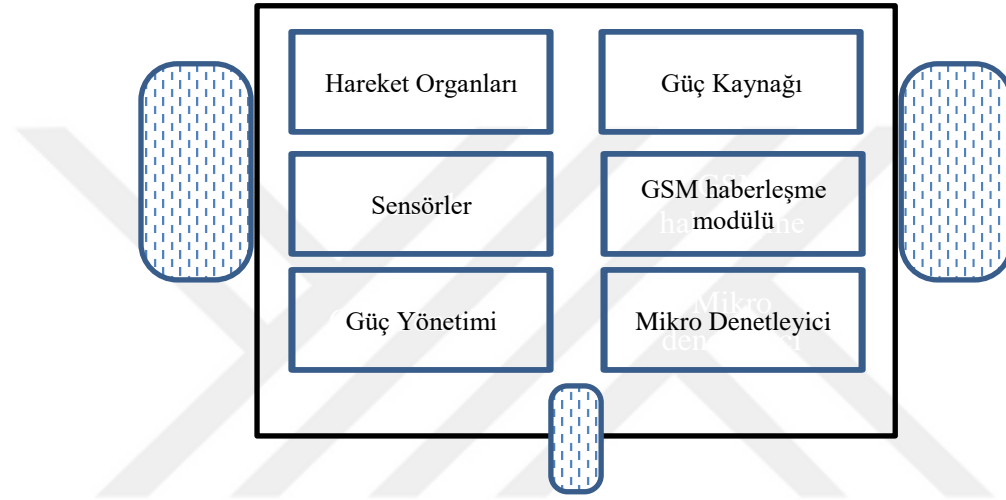 Hareket Organları
Güç Kaynağı
Sensörler
GSM haberleşme
modülü
Güç Yönetimi
Mikro Denetleyici